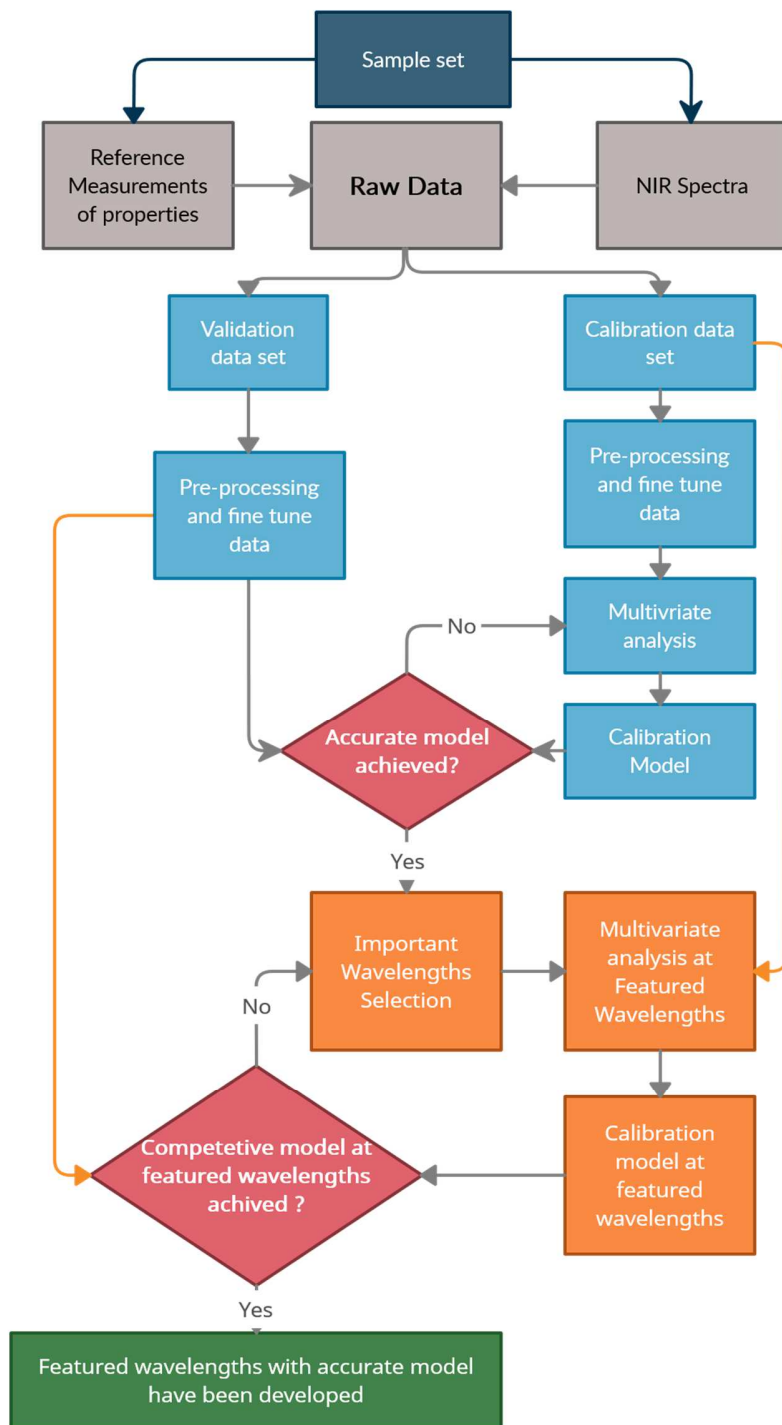 Sample set
Reference
Measurements
of properties
Raw Data
NIR Spectra
Validation
data set
Calibration data
set
Pre-processing
and fine tune
data
Pre-processing
and fine tune
data
Multivriate
analysis
No
Accurate model
achieved?
Calibration
Model
Yes
Important
Wavelengths
Selection
Multivariate
analysis at
Featured
Wavelengths
No
Competetive model at
featured wavelengths
achived ?
Calibration
model at
featured
wavelengths
Yes
Featured wavelengths with accurate model
have been developed